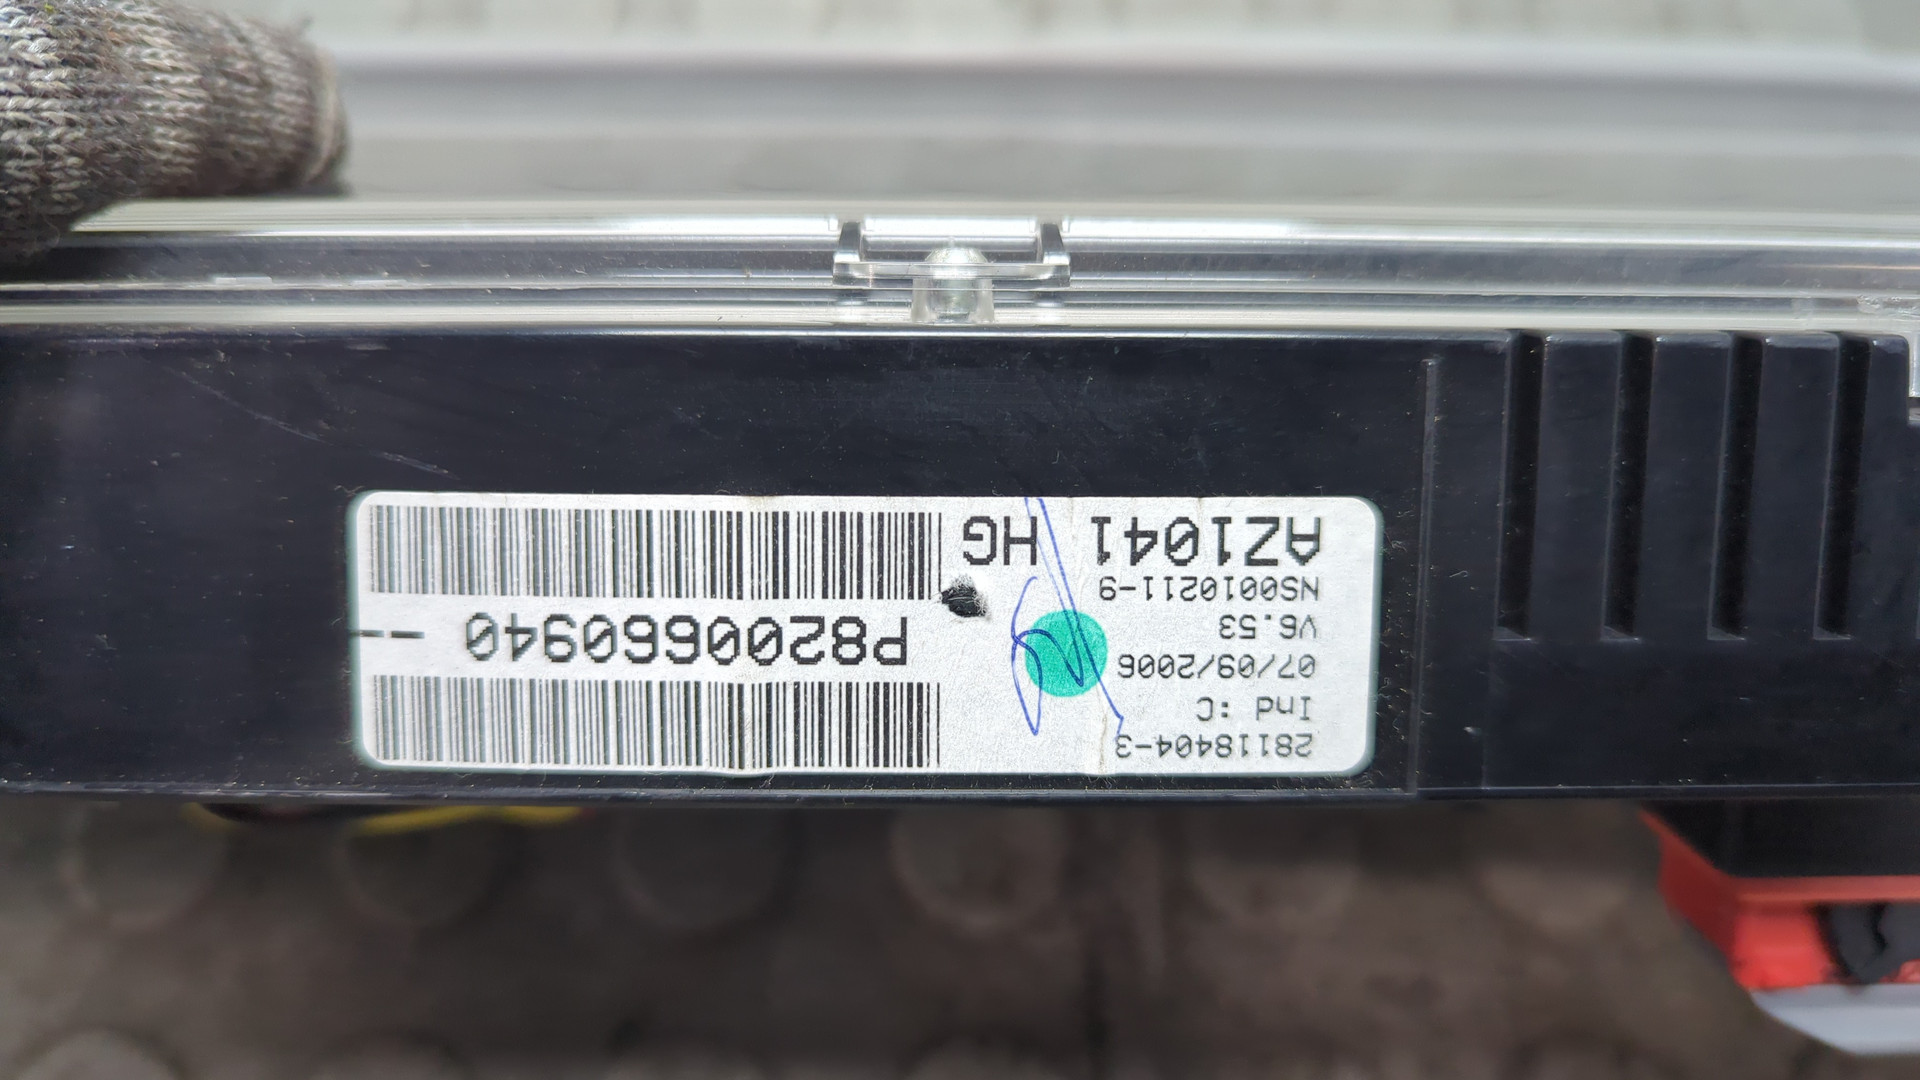 28118404-3
Ind :C
07/09/2006
V6.53
NS0010211-9
AZ1041 HG
P8200660940
--